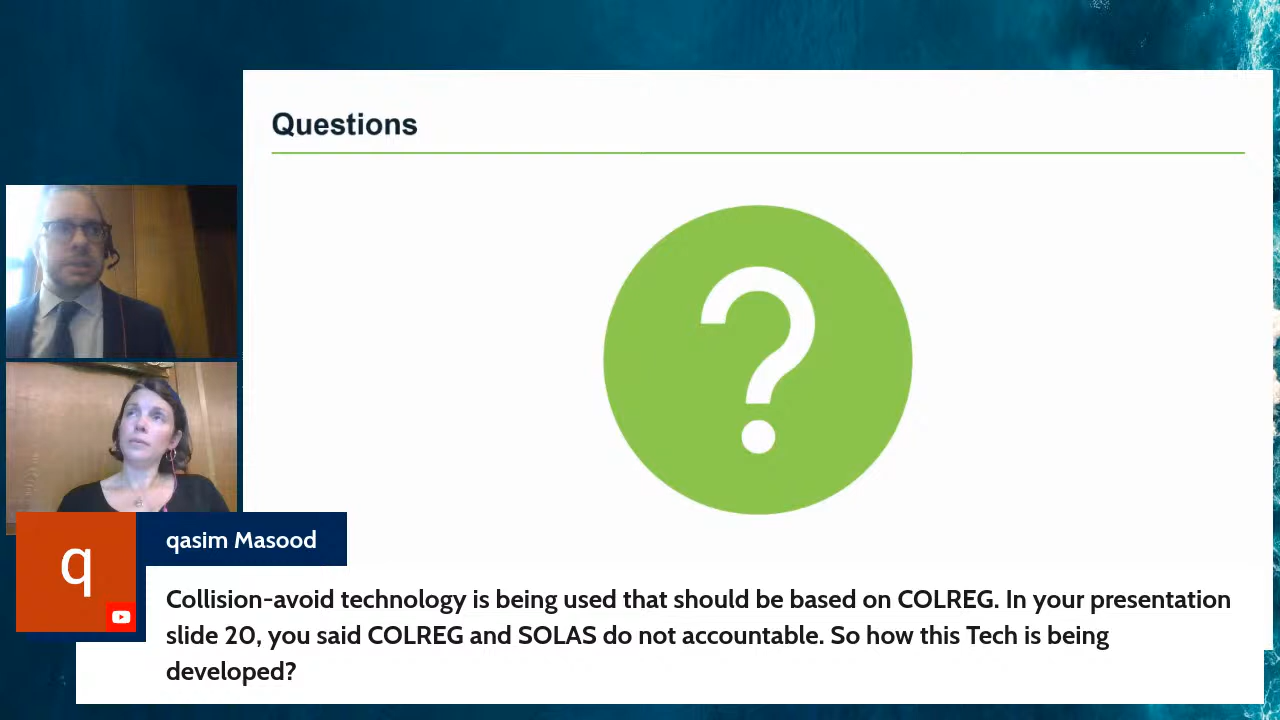 Questions
?
q
qasim Masood
Collision-avoid technology is being used that should be based on COLREG. In your presentation
slide 20, you said COLREG and SOLAS do not accountable. So how this Tech is being
developed?